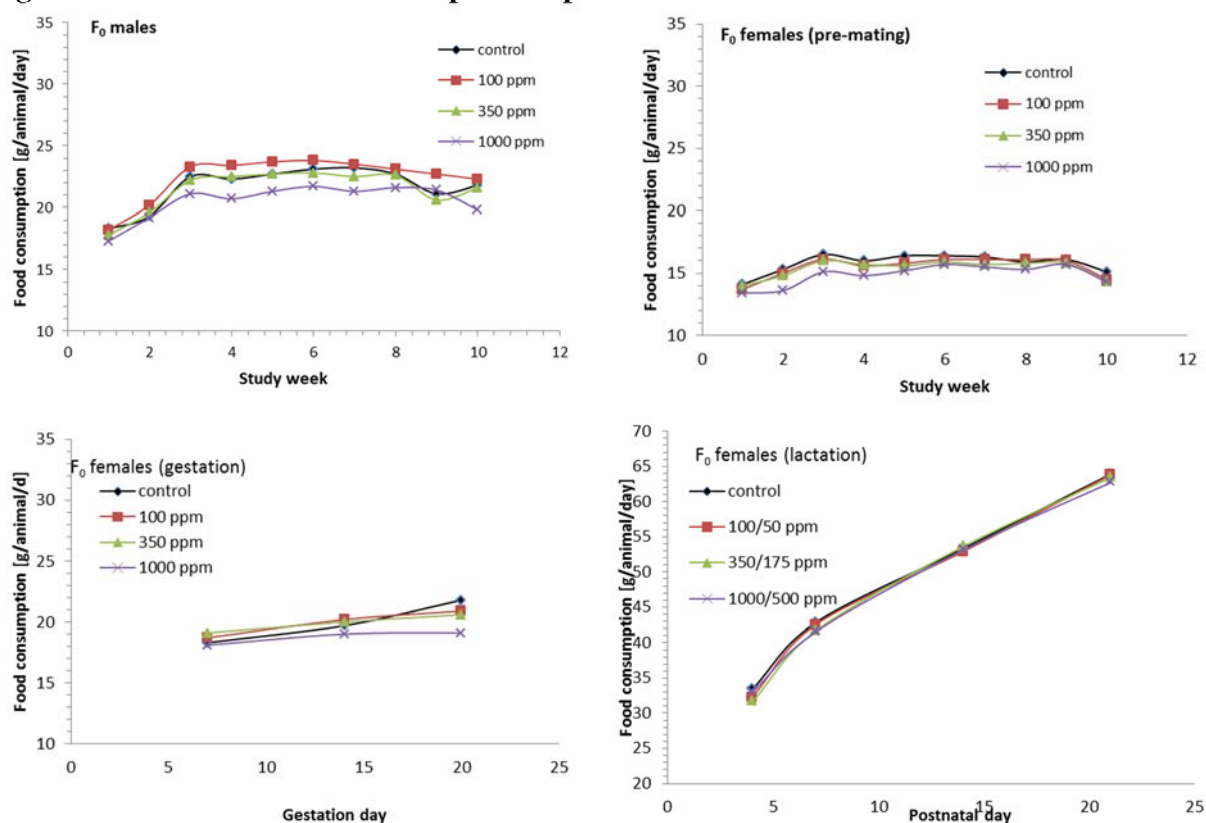 F0 males
control
100 ppm
350 ppm
1000 ppm
Food consumption [g/animal/day]
35
30
25
20
15
10
0
2
4
6
8
10
12
Study week
F0 females (pre-mating)
control
100 ppm
350 ppm
1000 ppm
Food consumption [g/animal/day]
35
30
25
20
15
10
0
2
4
6
8
10
12
Study week
F0 females (gestation)
control
100 ppm
350 ppm
1000 ppm
Food consumption [g/animal/d]
35
30
25
20
15
10
0
5
10
15
20
25
Gestation day
F0 females (lactation)
control
100/50 ppm
350/175 ppm
1000/500 ppm
Food consumption [g/animal/day]
70
65
60
55
50
45
40
35
30
25
20
0
5
10
15
20
25
Postnatal day